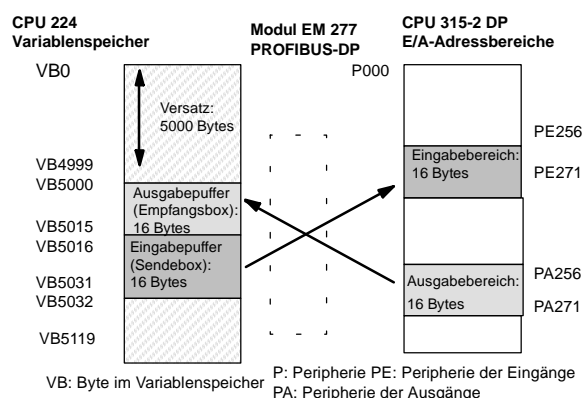 CPU 224
Variablenspeicher
Modul EM 277
PROFIBUS-DP
CPU 315-2 DP
E/A-Adressbereiche
VB0
P000
Versatz:
5000 Bytes
VB4999
VB5000
VB5015
VB5016
VB5031
VB5032
VB5119
Ausgabepuffer
(Empfangsbox):
16 Bytes
Eingabepuffer
(Sendebox):
16 Bytes
PE256
Eingabebereich:
16 Bytes
PE271
PA256
Ausgabebereich:
16 Bytes
PA271
VB: Byte im Variablenspeicher
P: Peripherie PE: Peripherie der Eingänge
PA: Peripherie der Ausgänge